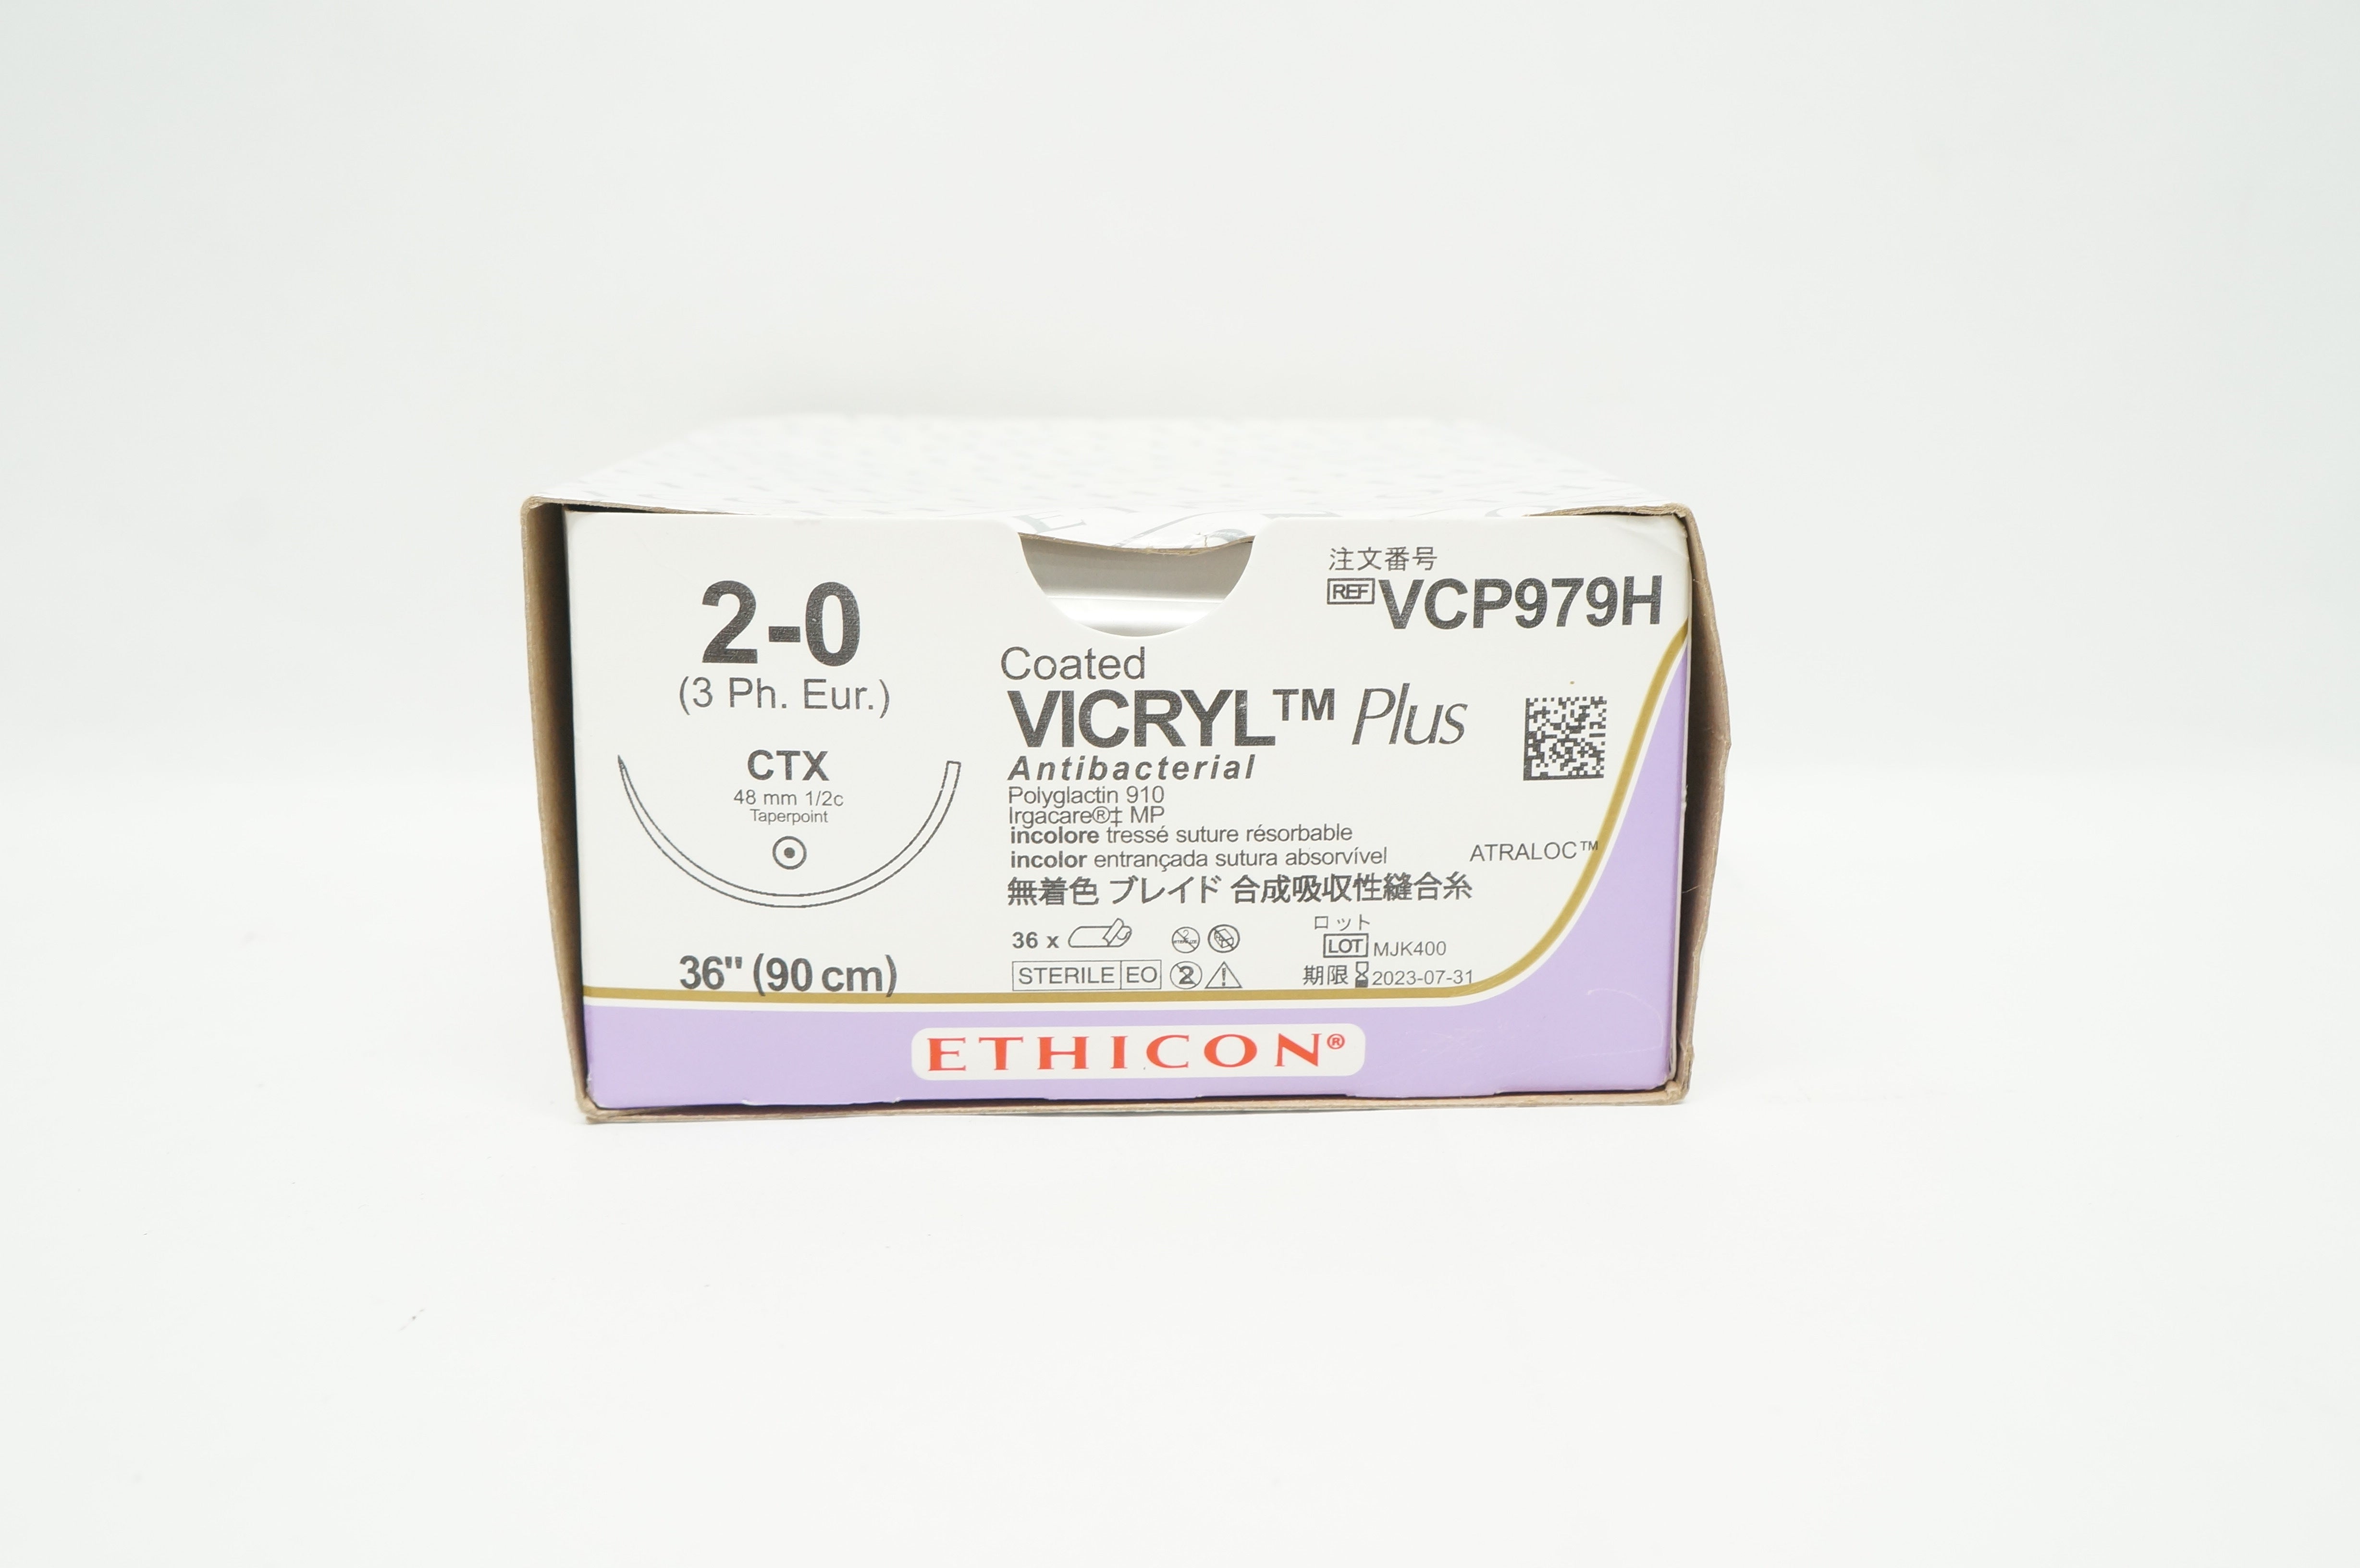 2-0
(3 Ph. Eur.)
CTX
48 mm 1/2c
Taperpoint
36" (90 cm)
注文番号
REF VCP979H
Coated
VICRYL™ Plus
Antibacterial
Polyglactin 910
Irgacare®‡ MP
incolore tressé suture résorbable
incolor entrançada sutura absorvível
ATRALOC™
無着色 ブレイド 合成吸収性縫合糸
36 x
ロット
LOT MJK400
STERILE EO 2
期限 2023-07-31
ETHICON®